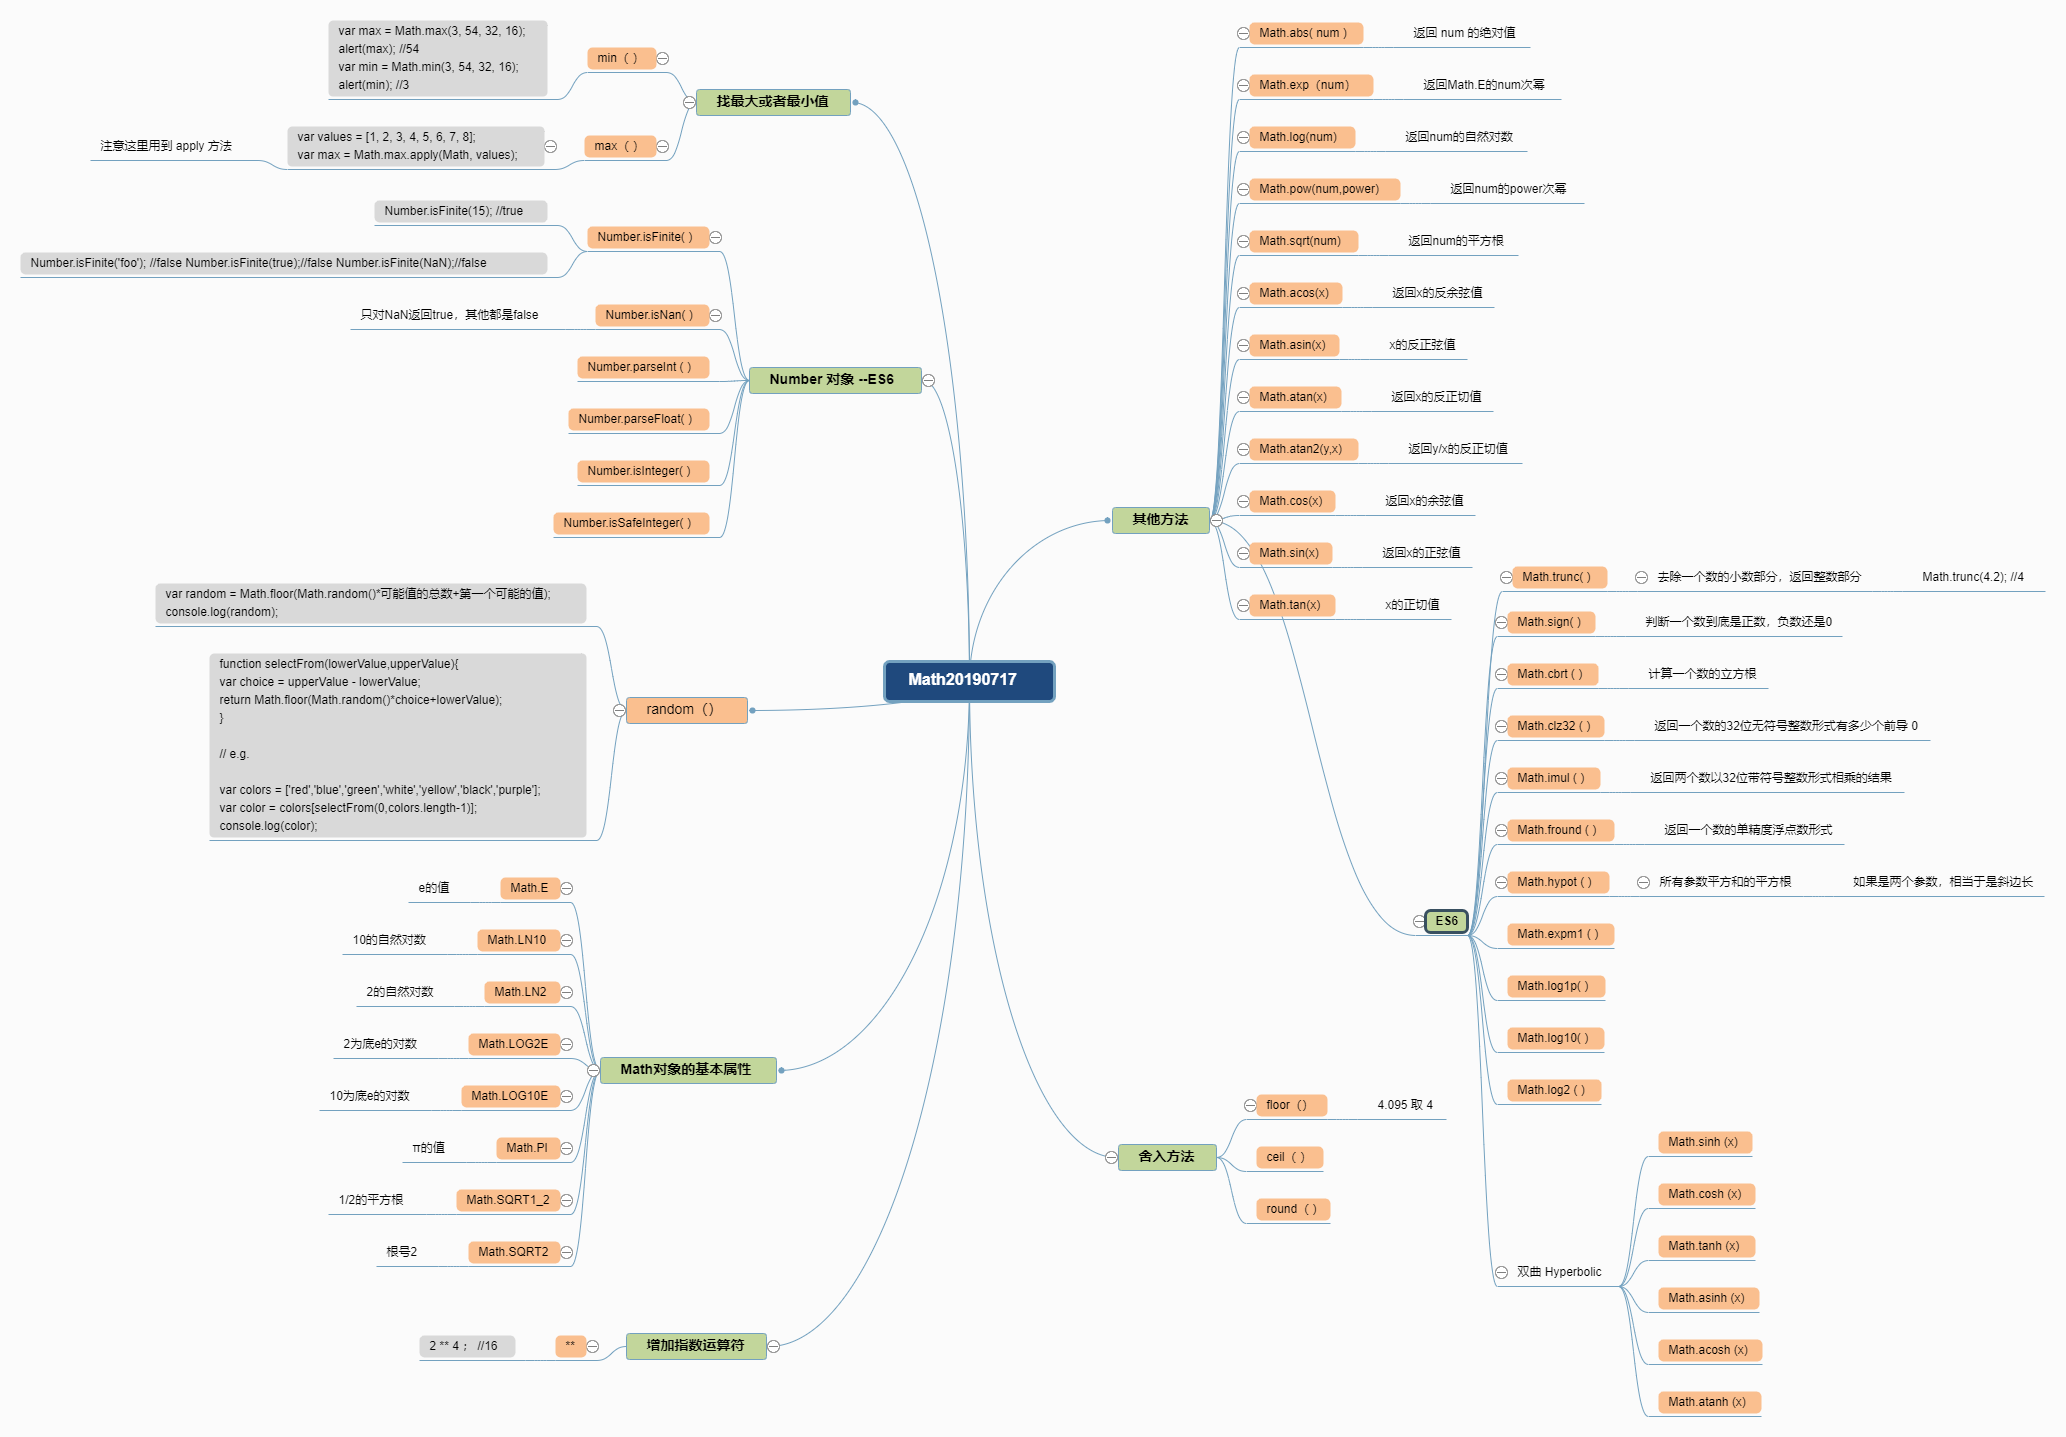 Math20190717
找最大或者最小值
min（ ）
var max = Math.max(3, 54, 32, 16);
alert(max); //54
var min = Math.min(3, 54, 32, 16);
alert(min); //3
max（ ）
var values = [1, 2, 3, 4, 5, 6, 7, 8];
var max = Math.max.apply(Math, values);
注意这里用到 apply 方法
Number 对象 --ES6
Number.isFinite( )
Number.isFinite(15); //true
Number.isFinite('foo'); //false Number.isFinite(true);//false Number.isFinite(NaN);//false
Number.isNan( )
只对NaN返回true，其他都是false
Number.parseInt ( )
Number.parseFloat( )
Number.isInteger( )
Number.isSafeInteger( )
random（）
var random = Math.floor(Math.random()*可能值的总数+第一个可能的值);
console.log(random);
function selectFrom(lowerValue,upperValue){
var choice = upperValue - lowerValue;
return Math.floor(Math.random()*choice+lowerValue);
}
// e.g.
var colors = ['red','blue','green','white','yellow','black','purple'];
var color = colors[selectFrom(0,colors.length-1)];
console.log(color);
Math对象的基本属性
Math.E
e的值
Math.LN10
10的自然对数
Math.LN2
2的自然对数
Math.LOG2E
2为底e的对数
Math.LOG10E
10为底e的对数
Math.PI
π的值
Math.SQRT1_2
1/2的平方根
Math.SQRT2
根号2
增加指数运算符
**
2 ** 4 ； //16
其他方法
Math.abs( num )
返回 num 的绝对值
Math.exp（num）
返回Math.E的num次幂
Math.log(num)
返回num的自然对数
Math.pow(num,power)
返回num的power次幂
Math.sqrt(num)
返回num的平方根
Math.acos(x)
返回x的反余弦值
Math.asin(x)
x的反正弦值
Math.atan(x)
返回x的反正切值
Math.atan2(y,x)
返回y/x的反正切值
Math.cos(x)
返回x的余弦值
Math.sin(x)
返回x的正弦值
Math.tan(x)
x的正切值
ES6
Math.trunc( )
去除一个数的小数部分，返回整数部分
Math.trunc(4.2); //4
Math.sign( )
判断一个数到底是正数，负数还是0
Math.cbrt ( )
计算一个数的立方根
Math.clz32 ( )
返回一个数的32位无符号整数形式有多少个前导 0
Math.imul ( )
返回两个数以32位带符号整数形式相乘的结果
Math.fround ( )
返回一个数的单精度浮点数形式
Math.hypot ( )
所有参数平方和的平方根
如果是两个参数，相当于是斜边长
Math.expm1 ( )
Math.log1p( )
Math.log10( )
Math.log2 ( )
双曲 Hyperbolic
Math.sinh (x)
Math.cosh (x)
Math.tanh (x)
Math.asinh (x)
Math.acosh (x)
Math.atanh (x)
舍入方法
floor（）
4.095 取 4
ceil（ ）
round（ ）